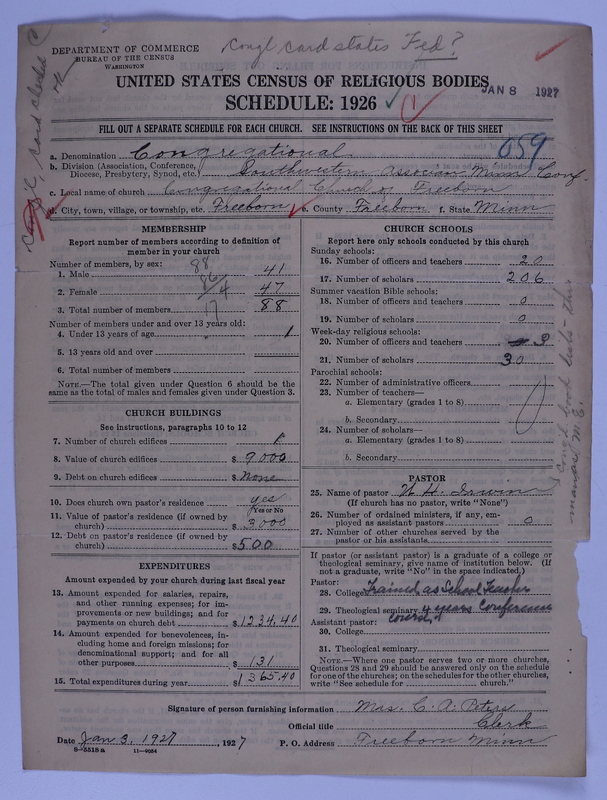 Congl card states Fed?
DEPARTMENT OF COMMERCE
BUREAU OF THE CENSUS
WASHINGTON
UNITED STATES CENSUS OF RELIGIOUS BODIES
JAN 8 1927
SCHEDULE: 1926
FILL OUT A SEPARATE SCHEDULE FOR EACH CHURCH. SEE INSTRUCTIONS ON THE BACK OF THIS SHEET
659
a. Denomination Congregational
b. Division (Association, Conference, Diocese, Presbytery, Synod, etc.) Southwestern Association Minn Conf.
c. Local name of church Congregational Church of Freeborn
d. City, town, village, or township, etc. Freeborn e. County Freeborn f. State Minn
MEMBERSHIP
Report number of members according to definition of
member in your church
Number of members, by sex: 88
1. Male 41
2. Female 47
3. Total number of members 88
17
Number of members under and over 13 years old:
4. Under 13 years of age 1
5. 13 years old and over
6. Total number of members
NOTE.—The total given under Question 6 should be the
same as the total of males and females given under Question 3.
CHURCH BUILDINGS
See instructions, paragraphs 10 to 12
7. Number of church edifices 1
8. Value of church edifices $ 9000
9. Debt on church edifices $ None
10. Does church own pastor's residence yes
(Yes or No)
11. Value of pastor's residence (if owned by
church) $ 3000
12. Debt on pastor's residence (if owned by
church) $ 500
EXPENDITURES
Amount expended by your church during last fiscal year
13. Amount expended for salaries, repairs,
and other running expenses; for im-
provements or new buildings; and for
payments on church debt $ 1234.40
14. Amount expended for benevolences, in-
cluding home and foreign missions; for
denominational support; and for all
other purposes $ 131
15. Total expenditures during year $ 1365.40
CHURCH SCHOOLS
Report here only schools conducted by this church
Sunday schools:
16. Number of officers and teachers 20
17. Number of scholars 206
Summer vacation Bible schools:
18. Number of officers and teachers 0
19. Number of scholars 0
Week-day religious schools:
20. Number of officers and teachers 3
21. Number of scholars 30
Parochial schools:
22. Number of administrative officers
23. Number of teachers—
a. Elementary (grades 1 to 8)
b. Secondary
24. Number of scholars—
a. Elementary (grades 1 to 8)
b. Secondary
PASTOR
25. Name of pastor W. H. Irwin
(If church has no pastor, write "None")
26. Number of ordained ministers, if any, em-
ployed as assistant pastors 0
27. Number of other churches served by the
pastor or his assistants
If pastor (or assistant pastor) is a graduate of a college or
theological seminary, give name of institution below. (If
not a graduate, write "No" in the space indicated.)
Pastor:
28. College Trained as School Teacher
29. Theological seminary 4 years Conference
Assistant pastor: course
30. College
31. Theological seminary
NOTE.—Where one pastor serves two or more churches,
Questions 28 and 29 should be answered only on the schedule
for one of the churches; on the schedules for the other churches,
write "See schedule for church."
Signature of person furnishing information Mrs. C. A. Peters
Official title Clerk
Date Jan 3, 1927, 1927 P. O. Address Freeborn Minn
8-5518a 11-9054